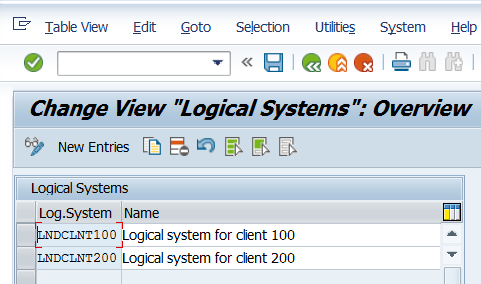 Table View Edit Goto Selection Utilities System Help
Change View "Logical Systems": Overview
New Entries
Logical Systems
Log.System Name
LNDCLNT100 Logical system for client 100
LNDCLNT200 Logical system for client 200